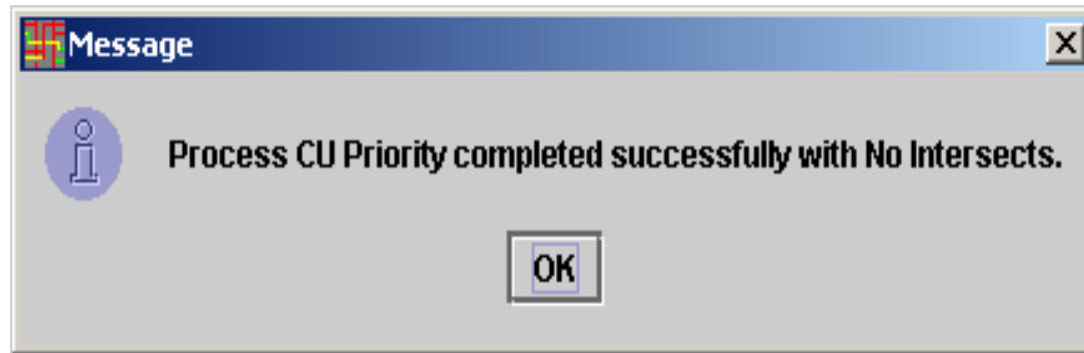 Message
Process CU Priority completed successfully with No Intersects.
OK